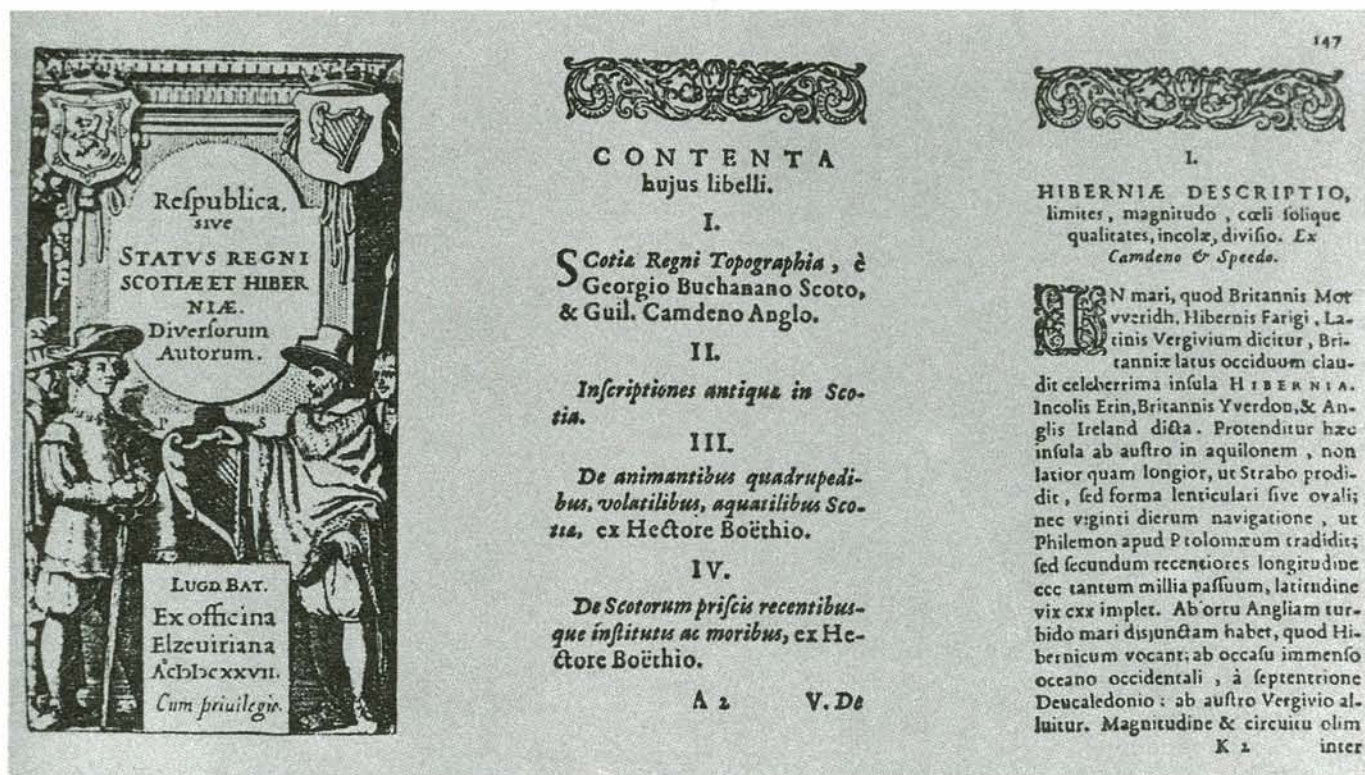 Reſpublica,
sive
STATVS REGNI
SCOTIÆ ET HIBER
NIÆ.
Diverſorum
Autorum.
P S
LUGD. BAT.
Ex officina
Elzeuiriana
Aºcıɔıɔcxxvii.
Cum priuilegio.
CONTENTA
hujus libelli.
I.
SCotiæ Regni Topographia, è
Georgio Buchanano Scoto,
& Guil. Camdeno Anglo.
II.
Inſcriptiones antiquæ in Sco-
tia.
III.
De animantibus quadrupedi-
bus, volatilibus, aquatilibus Sco-
tiæ, ex Hectore Boëthio.
IV.
De Scotorum priſcis recentibus-
que inſtitutis ac moribus, ex He-
ctore Boëthio.
A 2 V. De
147
I.
HIBERNIÆ DESCRIPTIO,
limites, magnitudo, cœli ſolique
qualitates, incolæ, diviſio. Ex
Camdeno & Speedo.
IN mari, quod Britannis Mor
vveridh, Hibernis Farigi, La-
tinis Vergivium dicitur, Bri-
tanniæ latus occiduum clau-
dit celeberrima inſula HIBERNIA.
Incolis Erin, Britannis Yverdon, & An-
glis Ireland dicta. Protenditur hæc
inſula ab auſtro in aquilonem, non
latior quam longior, ut Strabo prodi-
dit, ſed forma lenticulari ſive ovali;
nec viginti dierum navigatione, ut
Philemon apud Ptolomæum tradidit;
ſed ſecundum recentiores longitudine
ccc tantum millia paſſuum, latitudine
vix cxx implet. Ab ortu Angliam tur-
bido mari disjunctam habet, quod Hi-
bernicum vocant; ab occaſu immenſo
oceano occidentali, à ſeptentrione
Deucaledonio: ab auſtro Vergivio al-
luitur. Magnitudine & circuitu olim
K 2 inter